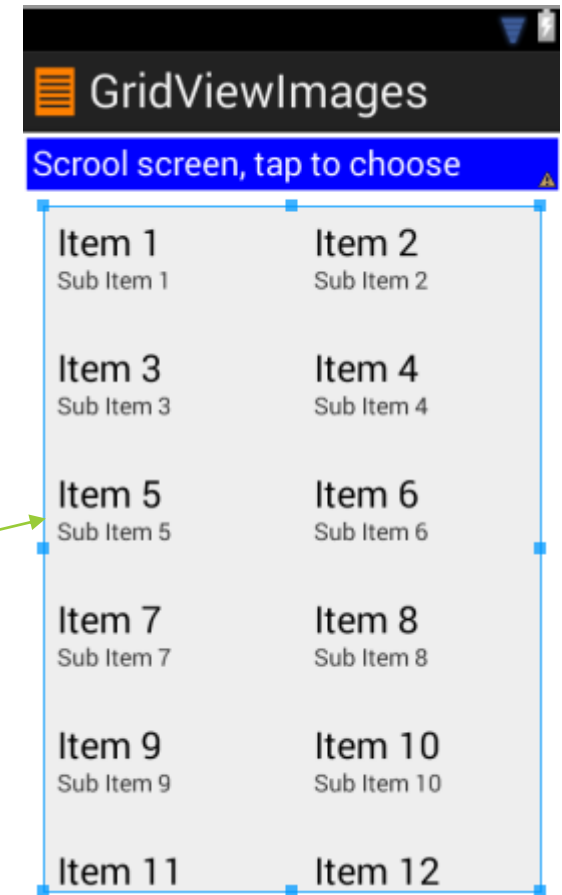 GridViewImages
Scrool screen, tap to choose
Item 1 Item 2
Sub Item 1 Sub Item 2
Item 3 Item 4
Sub Item 3 Sub Item 4
Item 5 Item 6
Sub Item 5 Sub Item 6
Item 7 Item 8
Sub Item 7 Sub Item 8
Item 9 Item 10
Sub Item 9 Sub Item 10
Item 11 Item 12